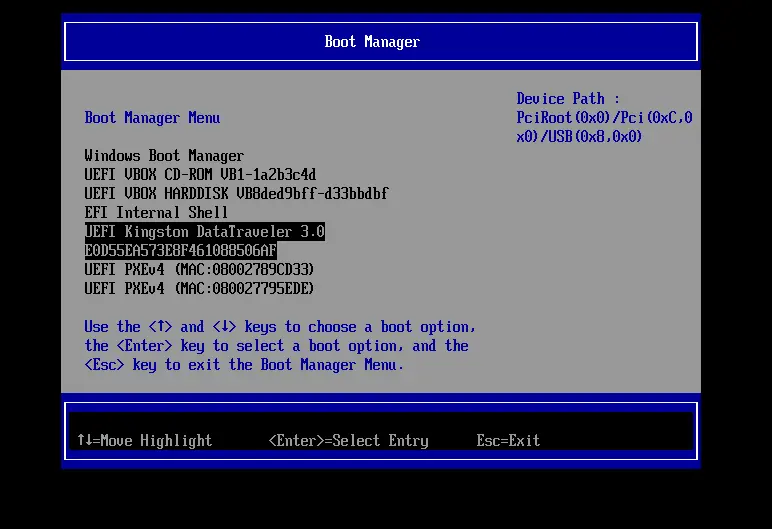 Boot Manager
Device Path :
PciRoot(0x0)/Pci(0xC,0
x0)/USB(0x8,0x0)
Boot Manager Menu
Windows Boot Manager
UEFI VBOX CD-ROM VB1-1a2b3c4d
UEFI VBOX HARDDISK VB8ded9bff-d33bbdbf
EFI Internal Shell
UEFI Kingston DataTraveler 3.0
E0D55EA573E8F461088506AF
UEFI PXEv4 (MAC:08002789CD33)
UEFI PXEv4 (MAC:080027795EDE)
Use the <↑> and <↓> keys to choose a boot option,
the <Enter> key to select a boot option, and the
<Esc> key to exit the Boot Manager Menu.
↑↓=Move Highlight <Enter>=Select Entry Esc=Exit